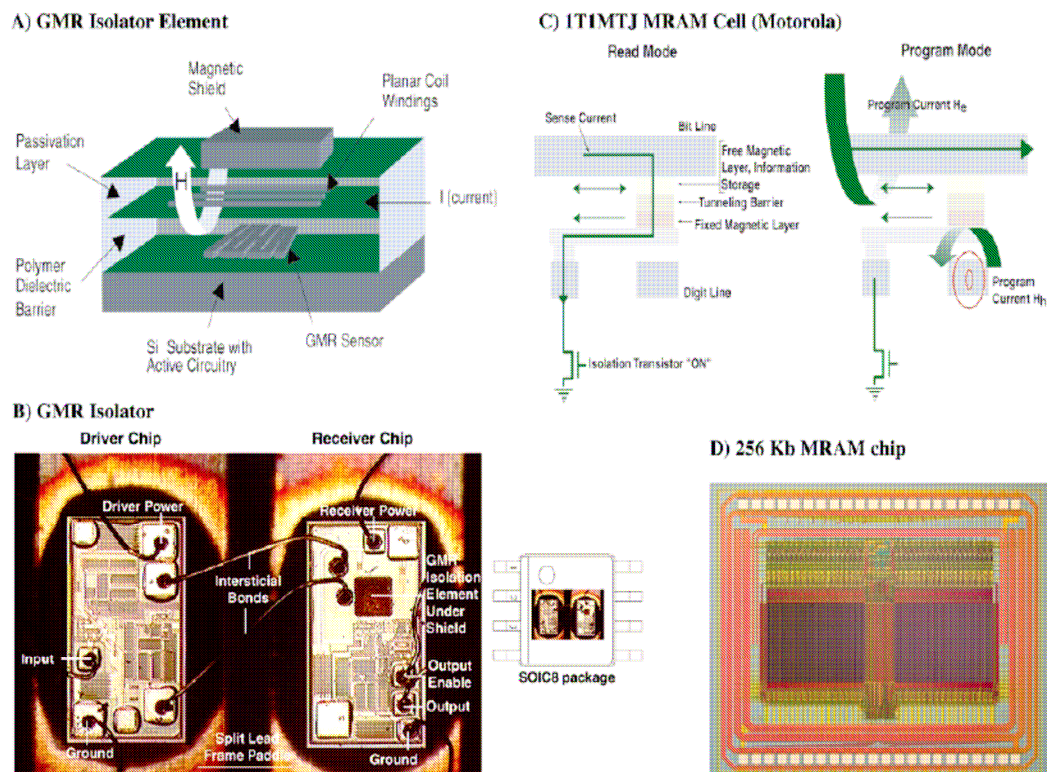 A) GMR Isolator Element
Magnetic
Shield
Planar Coil
Windings
Passivation
Layer
H
I (current)
Polymer
Dielectric
Barrier
Si Substrate with
Active Circuitry
GMR Sensor
B) GMR Isolator
Driver Chip
Receiver Chip
Driver Power
Receiver Power
Intersticial
Bonds
GMR
Isolation
Element
Under
Shield
Input
Output
Enable
Output
Ground
Split Lead
Frame Paddle
Ground
SOIC8 package
C) 1T1MTJ MRAM Cell (Motorola)
Read Mode
Program Mode
Sense Current
Bit Line
Free Magnetic
Layer, Information
Storage
Tunneling Barrier
Fixed Magnetic Layer
Digit Line
Isolation Transistor "ON"
Program Current He
Program
Current Hh
D) 256 Kb MRAM chip